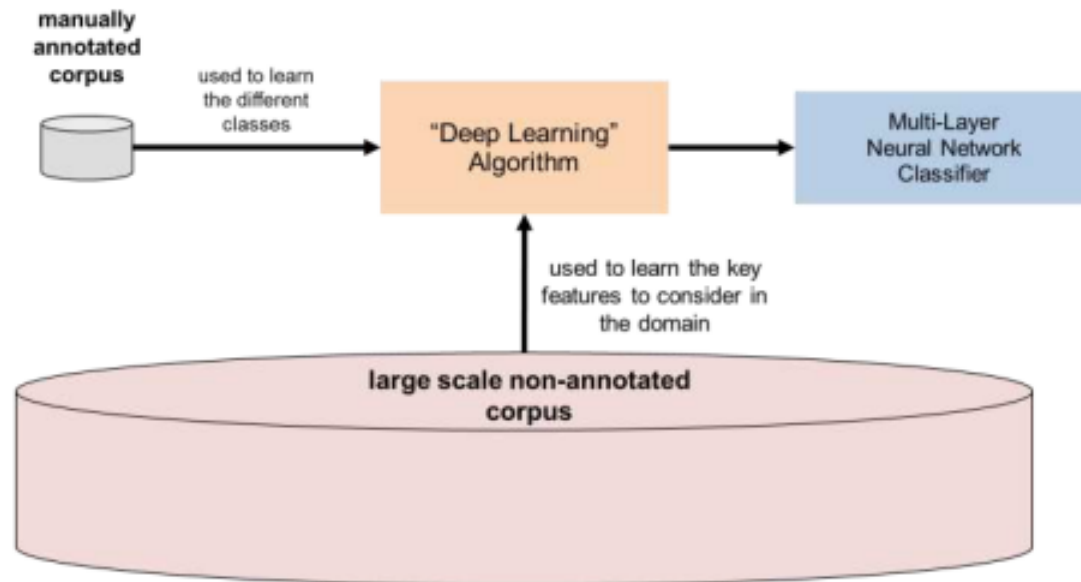 manually
annotated
corpus
used to learn
the different
classes
“Deep Learning”
Algorithm
Multi-Layer
Neural Network
Classifier
used to learn the key
features to consider in
the domain
large scale non-annotated
corpus